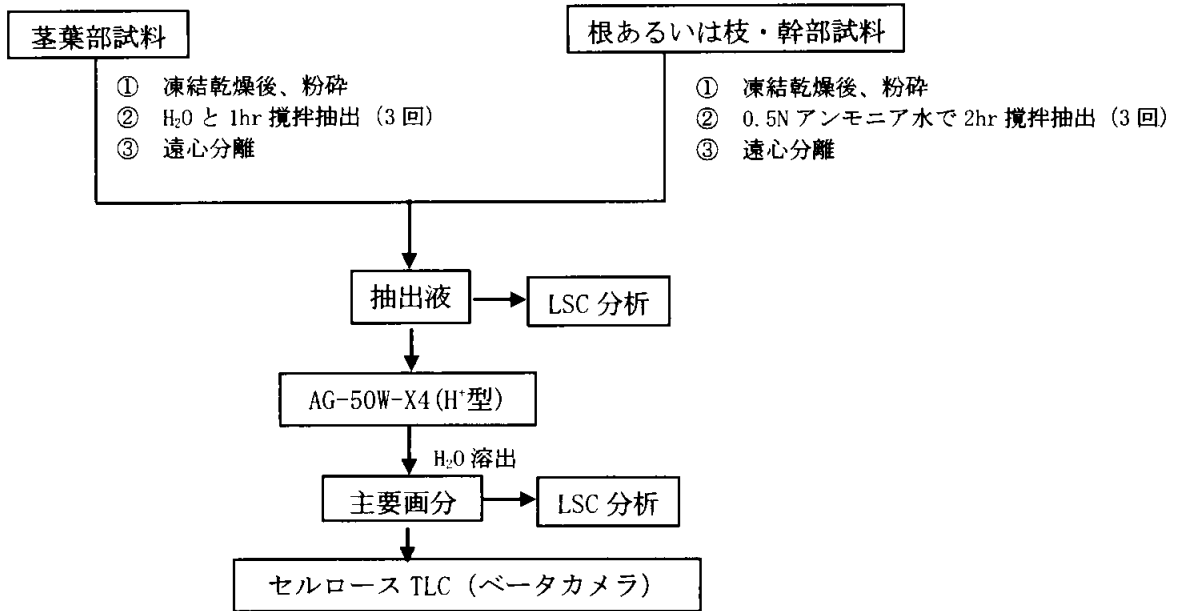 茎葉部試料
① 凍結乾燥後、粉砕
② H₂O と 1hr 撹拌抽出（3回）
③ 遠心分離
根あるいは枝・幹部試料
① 凍結乾燥後、粉砕
② 0.5N アンモニア水で 2hr 撹拌抽出（3回）
③ 遠心分離
抽出液
LSC 分析
AG-50W-X4(H⁺型)
H₂O 溶出
主要画分
LSC 分析
セルロース TLC（ベータカメラ）